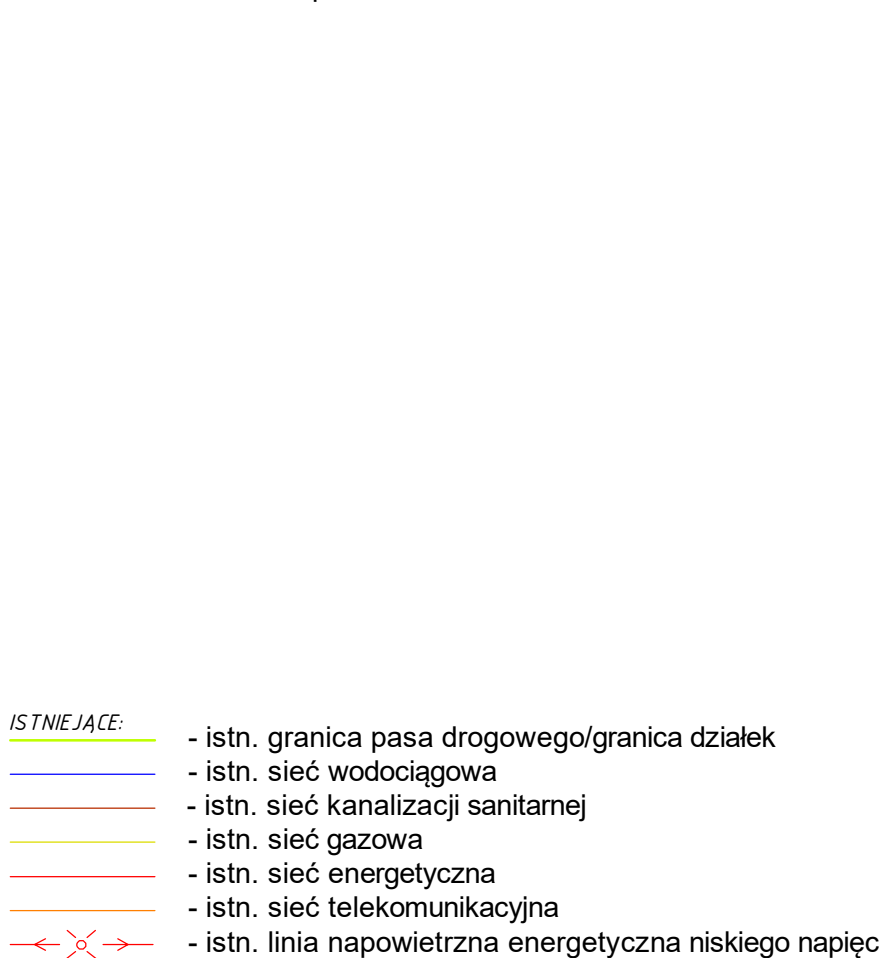 ISTNIEJĄCE:
- istn. granica pasa drogowego/granica działek
- istn. sieć wodociągowa
- istn. sieć kanalizacji sanitarnej
- istn. sieć gazowa
- istn. sieć energetyczna
- istn. sieć telekomunikacyjna
- istn. linia napowietrzna energetyczna niskiego napięc